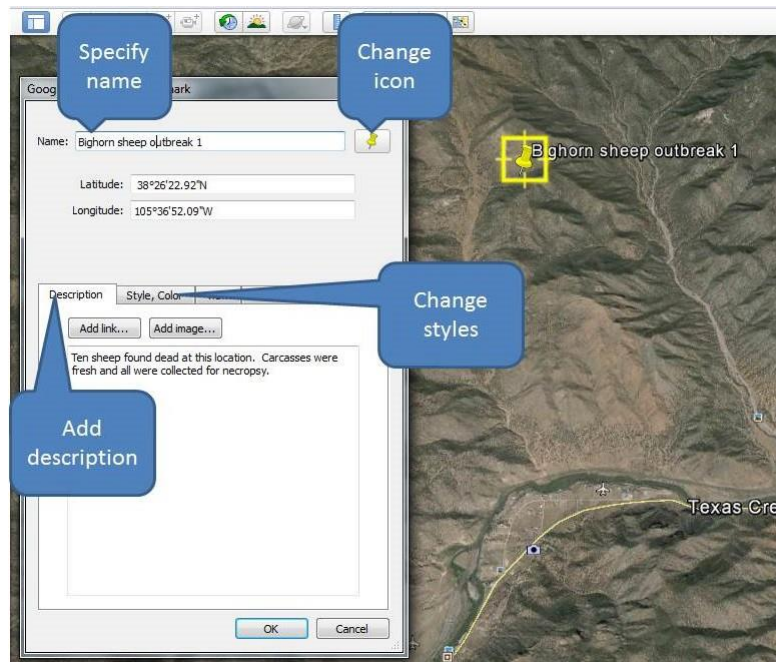 Specify
name
Change
icon
Goog
ark
Name: Bighorn sheep outbreak 1
Bighorn sheep outbreak 1
Latitude: 38°26'22.92"N
Longitude: 105°36'52.09"W
Description
Style, Color
Change
styles
Add link...
Add image...
Ten sheep found dead at this location. Carcasses were
fresh and all were collected for necropsy.
Add
description
Texas Cre
OK
Cancel